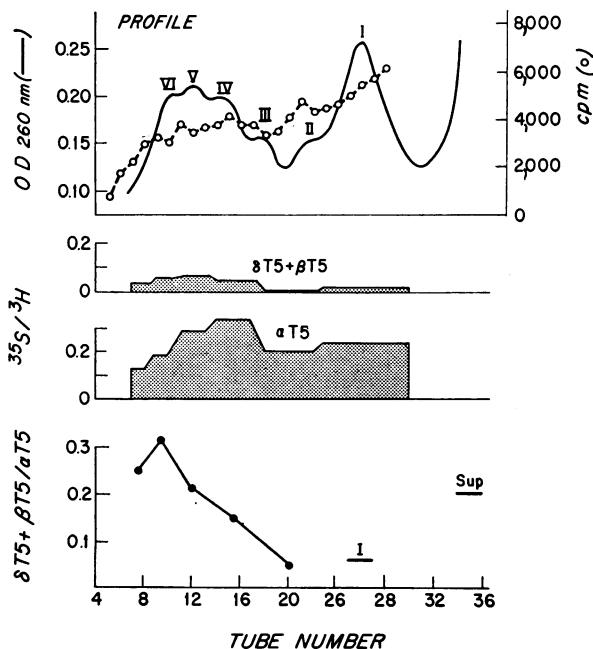 PROFILE
8,000
I
0.25
6,000
VI
V
IV
0.20
4,000
III
II
0.15
2,000
0.10
0
OD 260 nm (—)
cpm (o)
0.2
δT5+βT5
0
αT5
0.2
0
35S/3H
0.3
Sup
0.2
I
0.1
δT5+βT5/αT5
4 8 12 16 20 24 28 32 36
TUBE NUMBER